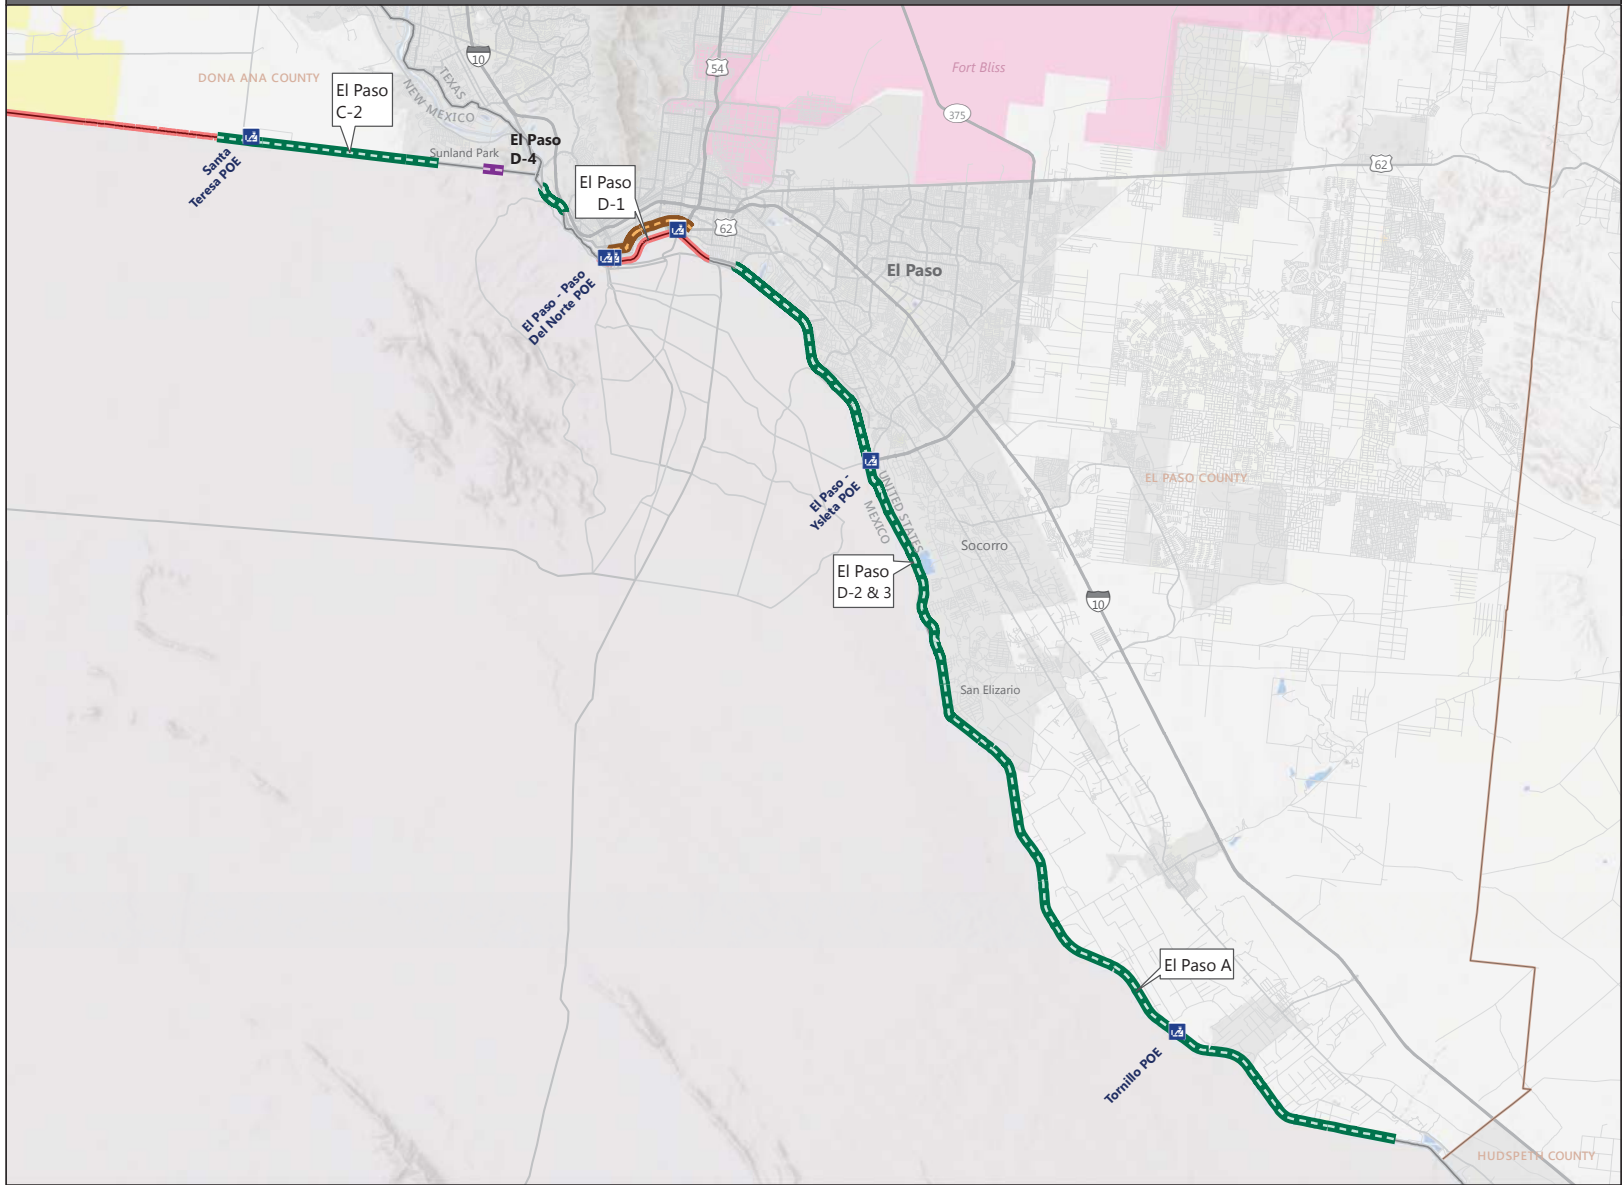 10
54
Fort Bliss
DONA ANA COUNTY
El Paso
C-2
TEXAS
NEW MEXICO
375
El Paso
D-4
Sunland Park
62
Santa
Teresa POE
El Paso
D-1
62
El Paso
El Paso - Paso
Del Norte POE
EL PASO COUNTY
El Paso -
Ysleta POE
UNITED STATES
MEXICO
Socorro
El Paso
D-2 & 3
10
San Elizario
El Paso A
Tornillo POE
HUDSPETH COUNTY